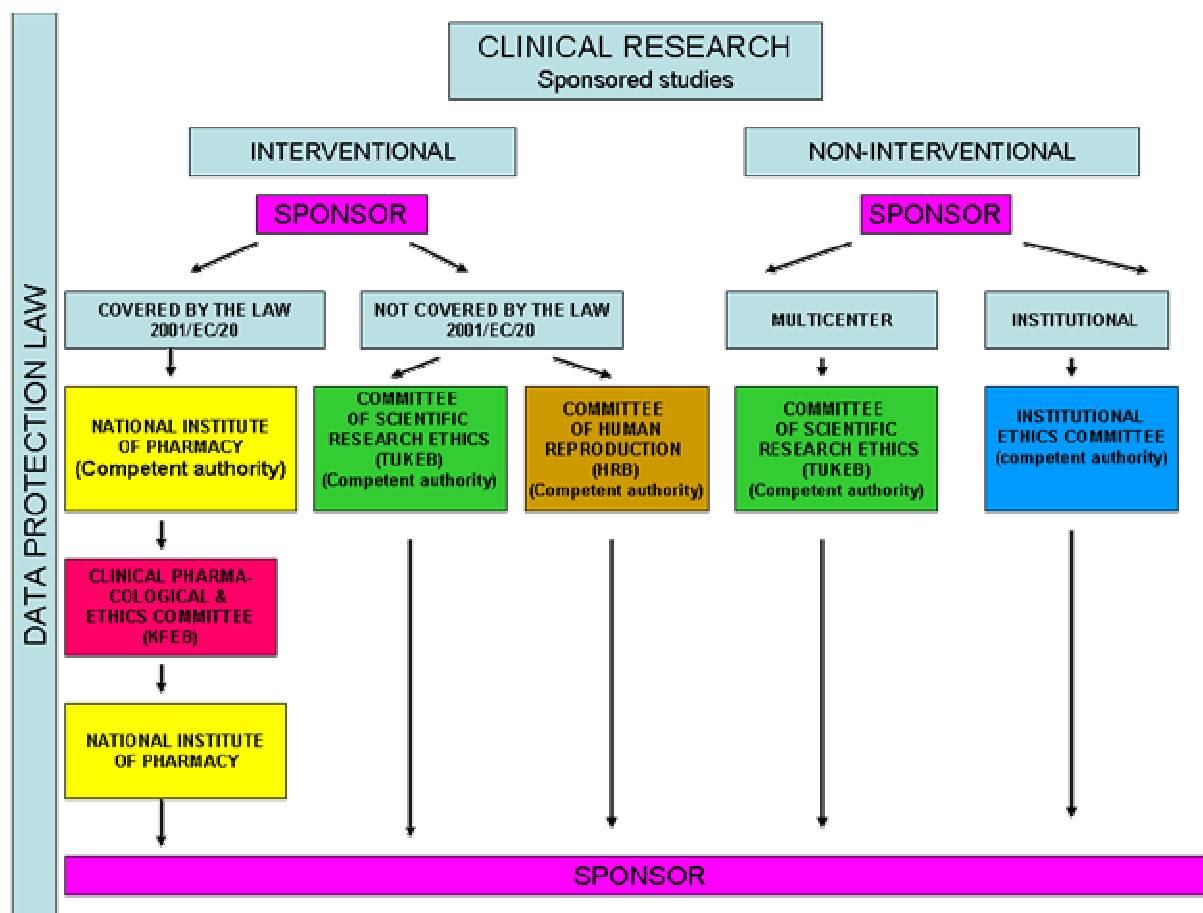 DATA PROTECTION LAW
CLINICAL RESEARCH
Sponsored studies
INTERVENTIONAL
NON-INTERVENTIONAL
SPONSOR
SPONSOR
COVERED BY THE LAW
2001/EC/20
NOT COVERED BY THE LAW
2001/EC/20
MULTICENTER
INSTITUTIONAL
NATIONAL INSTITUTE
OF PHARMACY
(Competent authority)
COMMITTEE
OF SCIENTIFIC
RESEARCH ETHICS
(TUKEB)
(Competent authority)
COMMITTEE
OF HUMAN
REPRODUCTION
(HRB)
(Competent authority)
COMMITTEE
OF SCIENTIFIC
RESEARCH ETHICS
(TUKEB)
(Competent authority)
INSTITUTIONAL
ETHICS COMMITTEE
(competent authority)
CLINICAL PHARMA-
COLOGICAL &
ETHICS COMMITTEE
(KFEB)
NATIONAL INSTITUTE
OF PHARMACY
SPONSOR